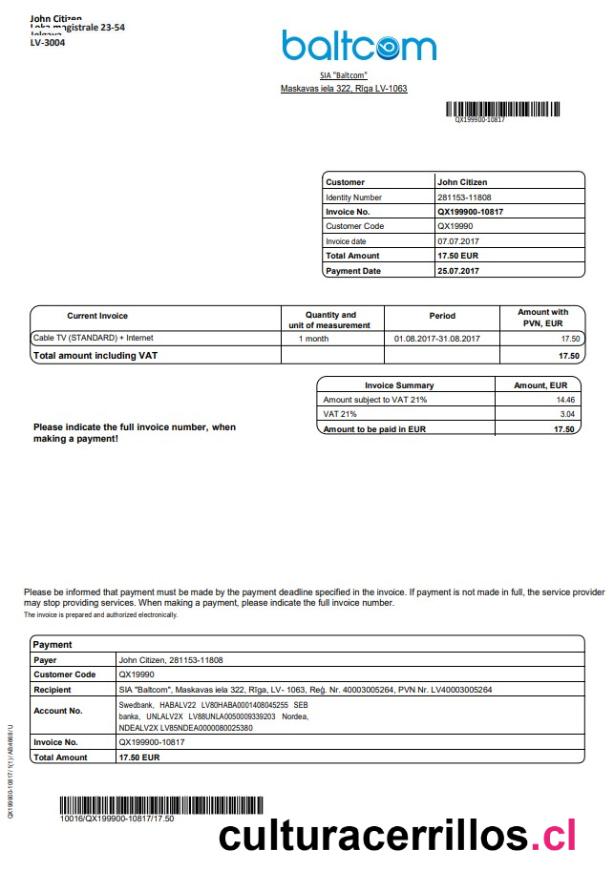 John Citizen
magistrale 23-54
LV-3004
baltcom
SIA "Baltcom"
Maskavas iela 322, Rīga LV-1063
QX199900-10817
Customer John Citizen
Identity Number 281153-11808
Invoice No. QX199900-10817
Customer Code QX19990
Invoice date 07.07.2017
Total Amount 17.50 EUR
Payment Date 25.07.2017
Current Invoice Quantity and unit of measurement Period Amount with PVN, EUR
Cable TV (STANDARD) + Internet 1 month 01.08.2017-31.08.2017 17.50
Total amount including VAT 17.50
Invoice Summary Amount, EUR
Amount subject to VAT 21% 14.46
VAT 21% 3.04
Amount to be paid in EUR 17.50
Please indicate the full invoice number, when
making a payment!
Please be informed that payment must be made by the payment deadline specified in the invoice. If payment is not made in full, the service provider
may stop providing services. When making a payment, please indicate the full invoice number.
The invoice is prepared and authorized electronically.
Payment
Payer John Citizen, 281153-11808
Customer Code QX19990
Recipient SIA "Baltcom", Maskavas iela 322, Rīga, LV- 1063, Reģ. Nr. 40003005264, PVN Nr. LV40003005264
Account No. Swedbank, HABALV22 LV80HABA0001408045255 SEB
banka, UNLALV2X LV88UNLA0050009339203 Nordea,
NDEALV2X LV85NDEA0000080025380
Invoice No. QX199900-10817
Total Amount 17.50 EUR
10016/QX199900-10817/17.50
culturacerrillos.cl